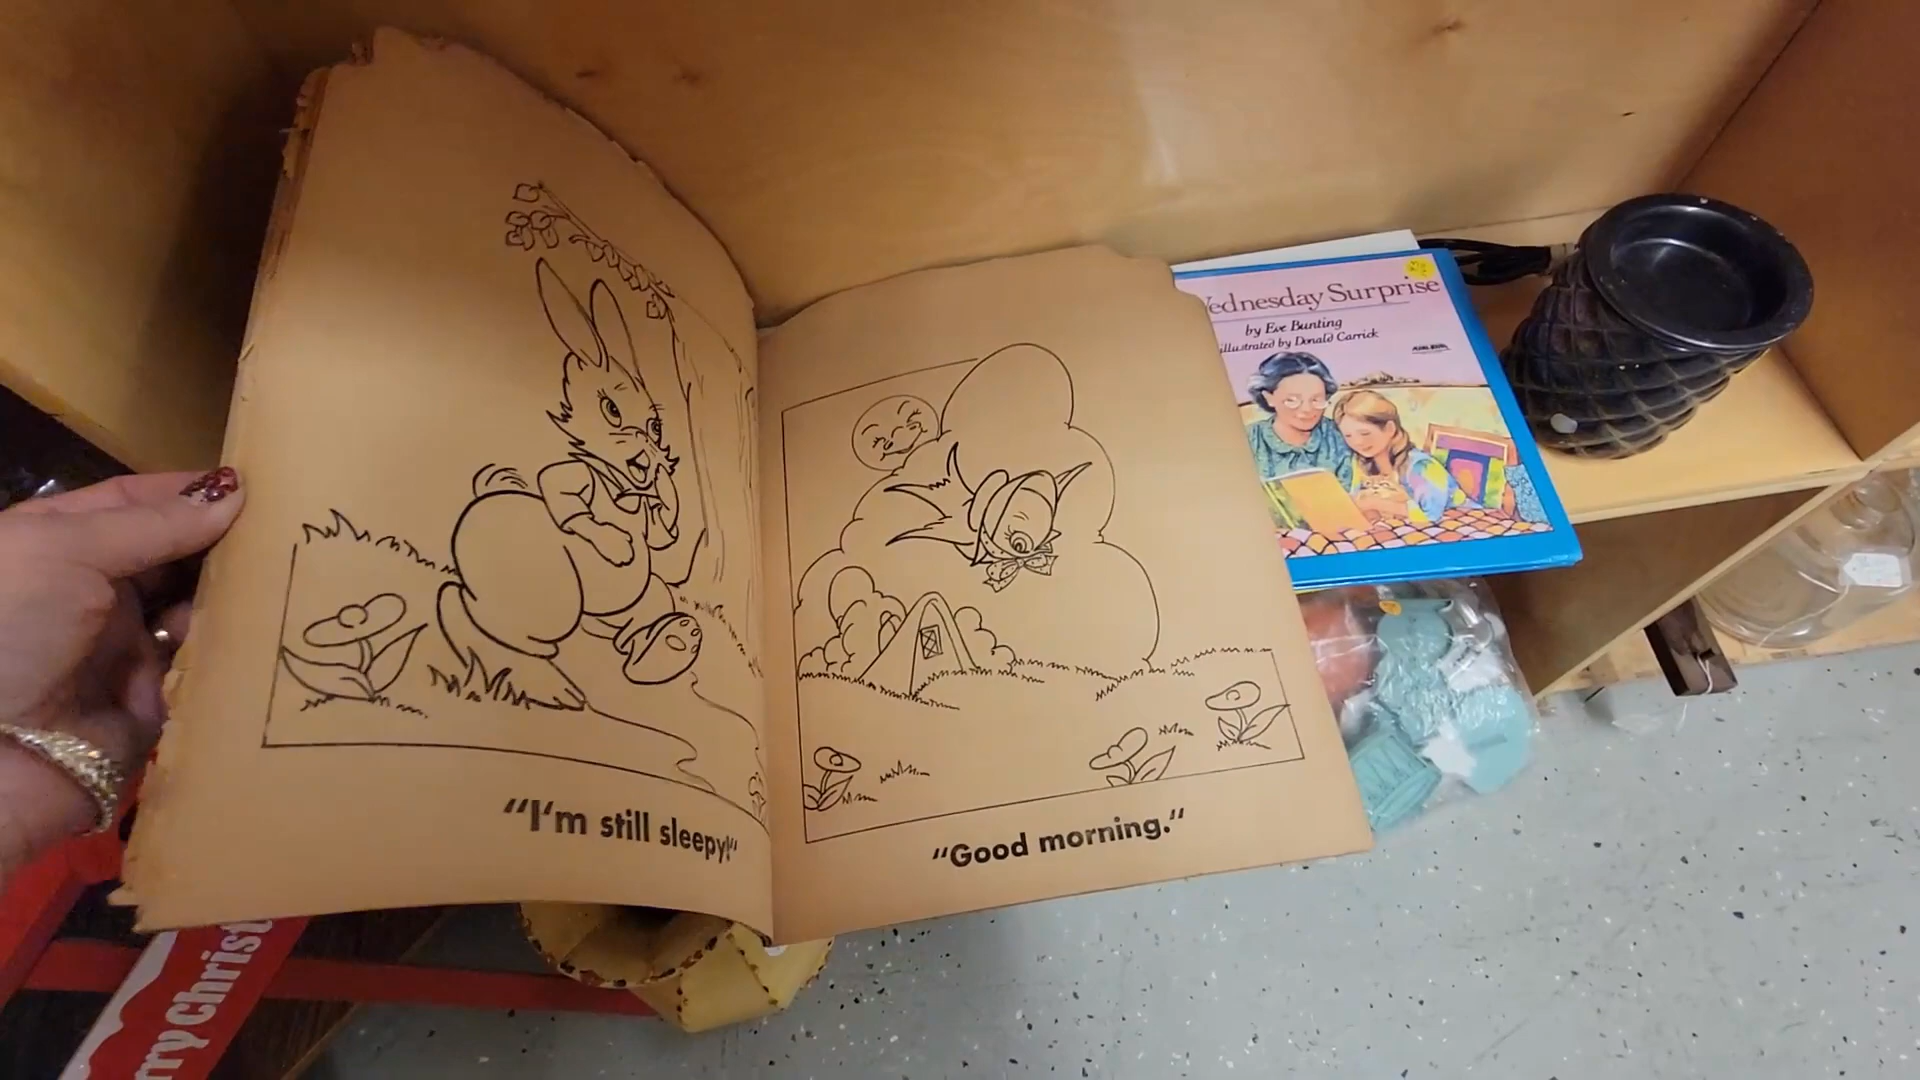 "I'm still sleepy!"
"Good morning."
Wednesday Surprise
by Eve Bunting
illustrated by Donald Carrick
rry Christ